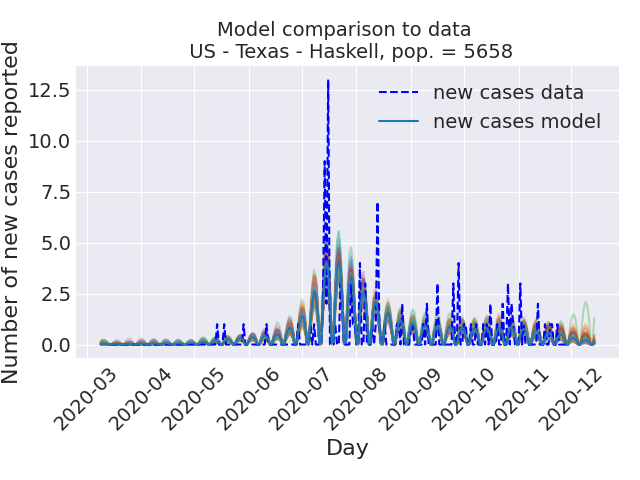 Model comparison to data
US - Texas - Haskell, pop. = 5658
Number of new cases reported
12.5
10.0
7.5
5.0
2.5
0.0
new cases data
new cases model
2020-03
2020-04
2020-05
2020-06
2020-07
2020-08
2020-09
2020-10
2020-11
2020-12
Day